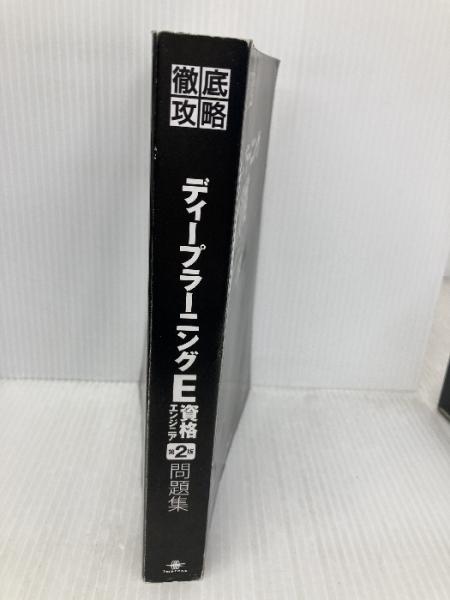 徹底
攻略
ディープラーニング
E資格
エンジニア
第2版
問題集